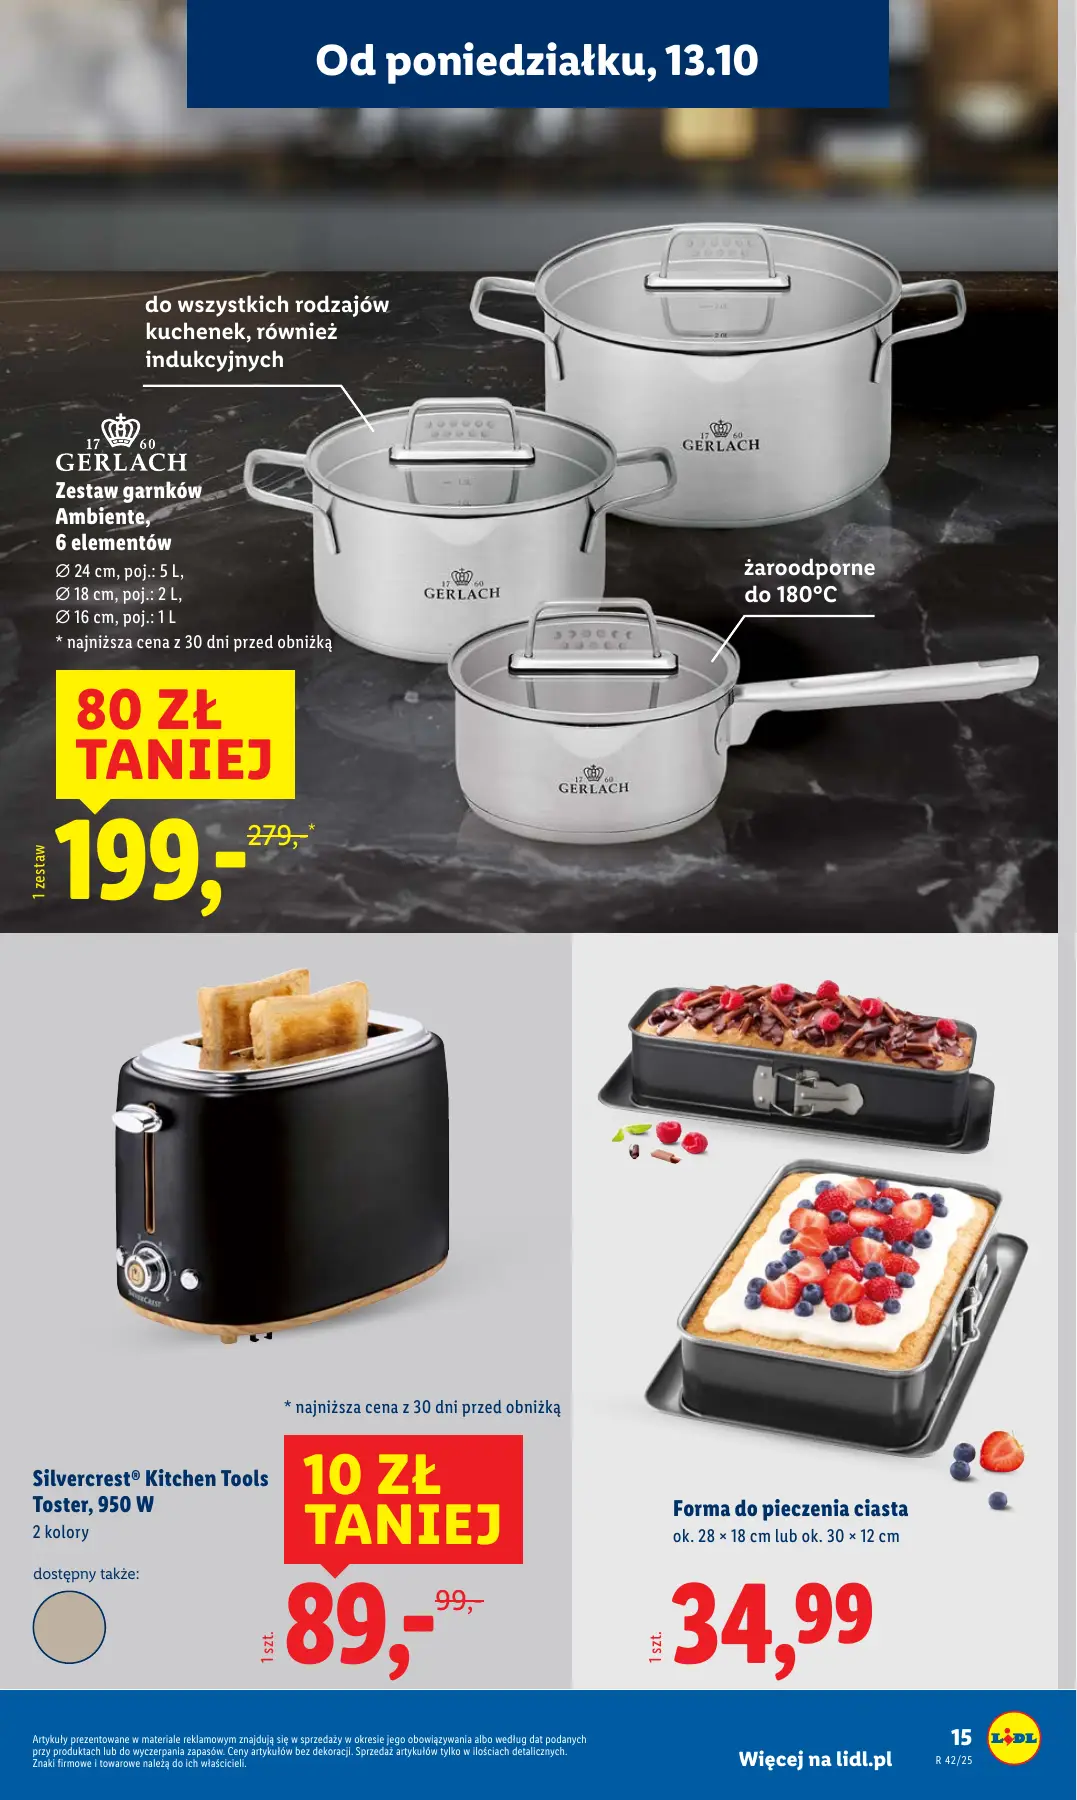 Od poniedziałku, 13.10
do wszystkich rodzajów
kuchenek, również
indukcyjnych
17 60
GERLACH
Zestaw garnków
Ambiente,
6 elementów
Ø 24 cm, poj.: 5 L,
Ø 18 cm, poj.: 2 L,
Ø 16 cm, poj.: 1 L
* najniższa cena z 30 dni przed obniżką
17 60
GERLACH
17 60
GERLACH
17 60
GERLACH
żaroodporne
do 180°C
80 ZŁ
TANIEJ
1 zestaw
199,-
279,-*
SILVERCREST
* najniższa cena z 30 dni przed obniżką
Silvercrest® Kitchen Tools
Toster, 950 W
2 kolory
dostępny także:
10 ZŁ
TANIEJ
1 szt.
89,-
99,-
Forma do pieczenia ciasta
ok. 28 × 18 cm lub ok. 30 × 12 cm
1 szt.
34,99
Artykuły prezentowane w materiale reklamowym znajdują się w sprzedaży w okresie jego obowiązywania albo według dat podanych
przy produktach lub do wyczerpania zapasów. Ceny artykułów bez dekoracji. Sprzedaż artykułów tylko w ilościach detalicznych.
Znaki firmowe i towarowe należą do ich właścicieli.
Więcej na lidl.pl
15
R 42/25
LIDL